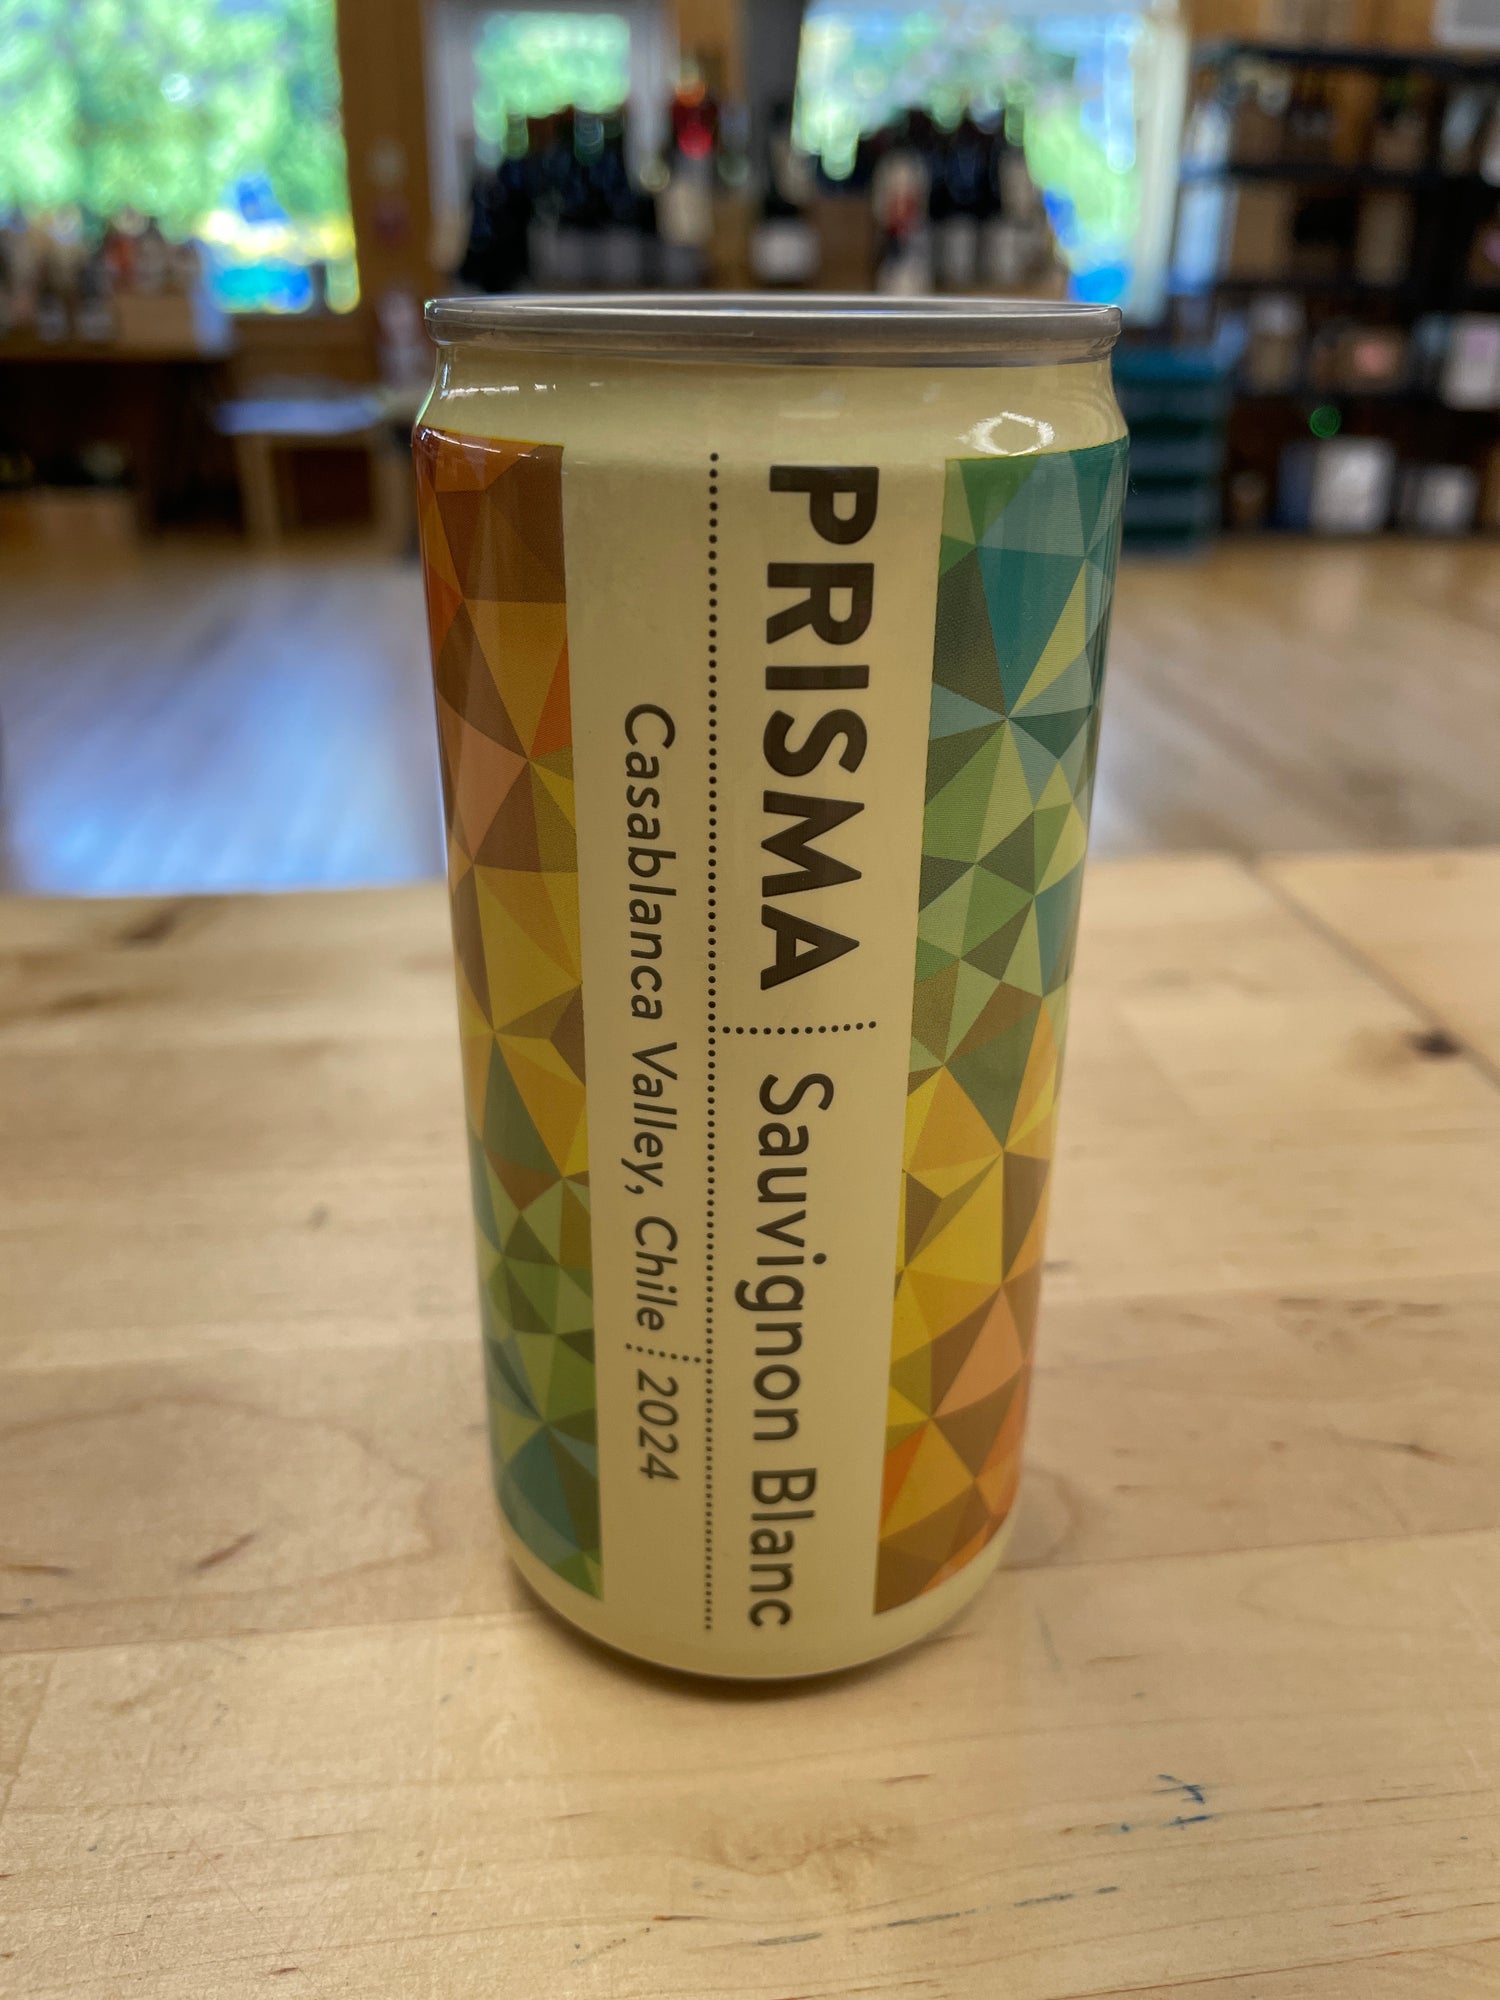 PRISMA Sauvignon Blanc
Casablanca Valley, Chile 2024